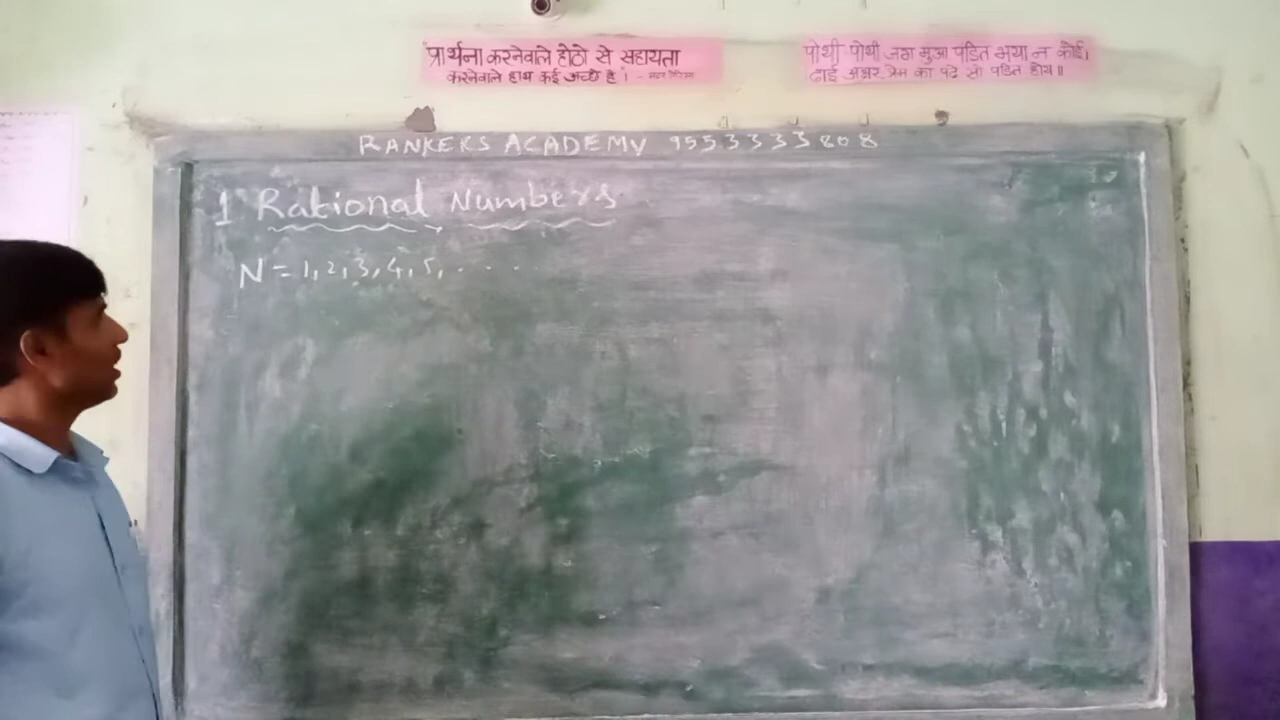 प्रार्थना करनेवाले होठो से सहायता
करनेवाले हाथ कई अच्छे है । - मदर टेरेसा
पोथी पोथी जग मुआ पंडित भया न कोई।
ढाई अक्षर प्रेम का पढे सो पंडित होय॥
RANKERS ACADEMY 9553333808
1 Rational Numbers
N = 1, 2, 3, 4, 5, . . . .